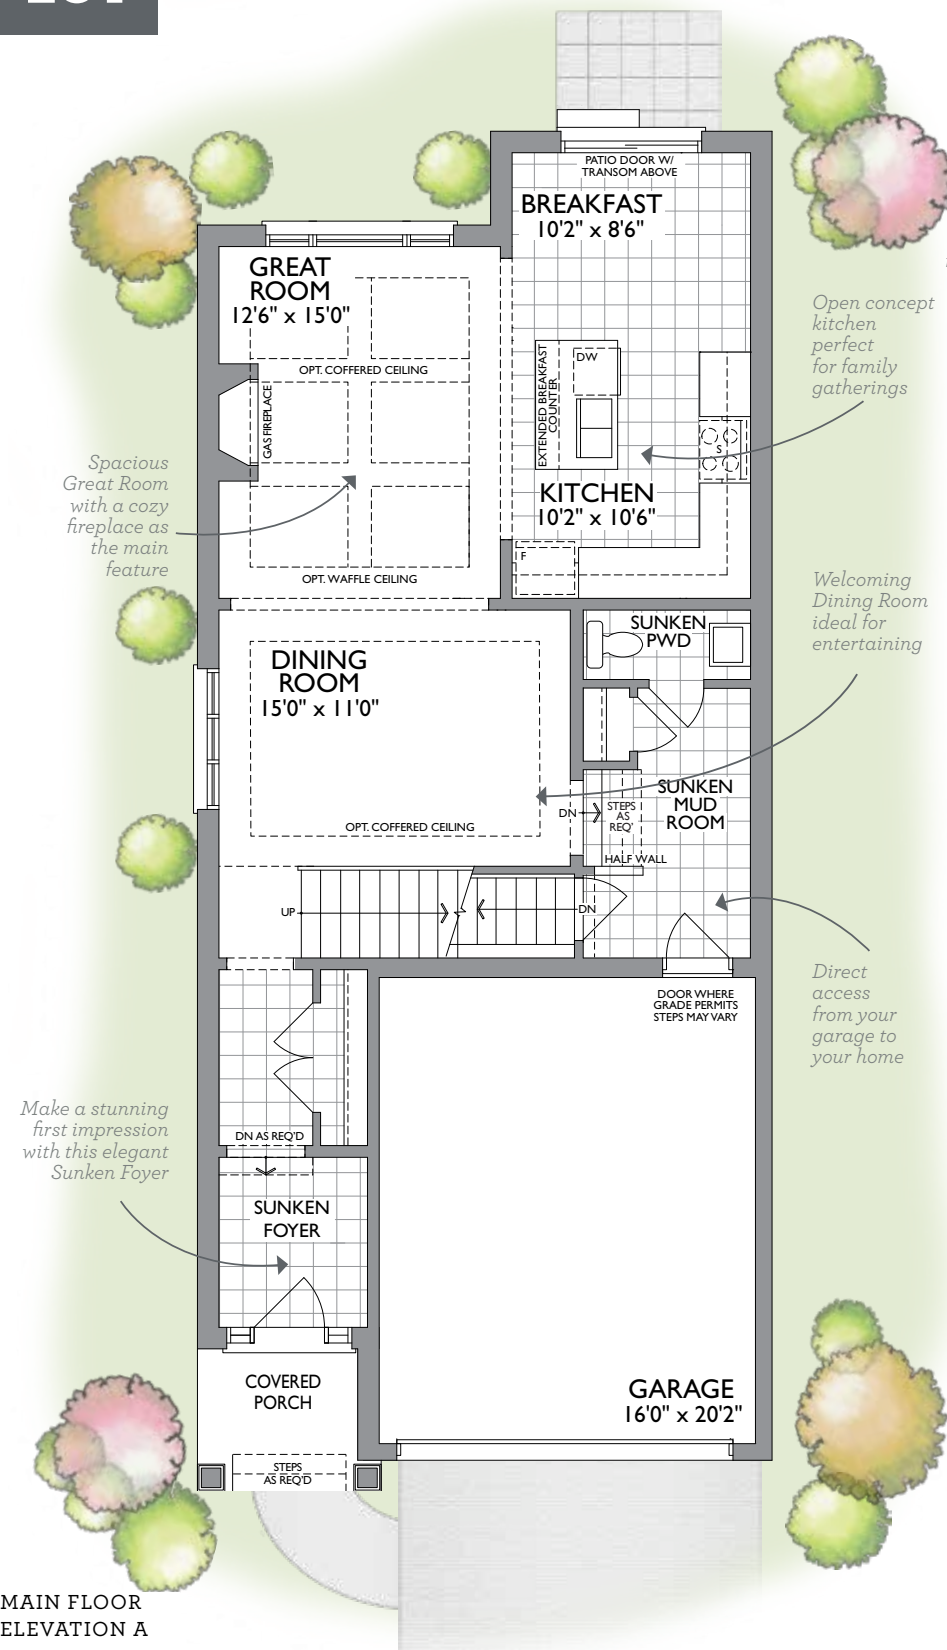 PATIO DOOR W/
TRANSOM ABOVE
BREAKFAST
10'2" x 8'6"
GREAT
ROOM
12'6" x 15'0"
OPT. COFFERED CEILING
GAS FIREPLACE
EXTENDED BREAKFAST
COUNTER
DW
S
Open concept
kitchen
perfect
for family
gatherings
Spacious
Great Room
with a cozy
fireplace as
the main
feature
KITCHEN
10'2" x 10'6"
F
OPT. WAFFLE CEILING
Welcoming
Dining Room
ideal for
entertaining
SUNKEN
PWD
DINING
ROOM
15'0" x 11'0"
OPT. COFFERED CEILING
SUNKEN
MUD
ROOM
DN
STEPS
AS
REQ'
HALF WALL
UP
DN
DOOR WHERE
GRADE PERMITS
STEPS MAY VARY
Direct
access
from your
garage to
your home
Make a stunning
first impression
with this elegant
Sunken Foyer
DN AS REQ'D
SUNKEN
FOYER
COVERED
PORCH
STEPS
AS REQ'D
GARAGE
16'0" x 20'2"
MAIN FLOOR
ELEVATION A